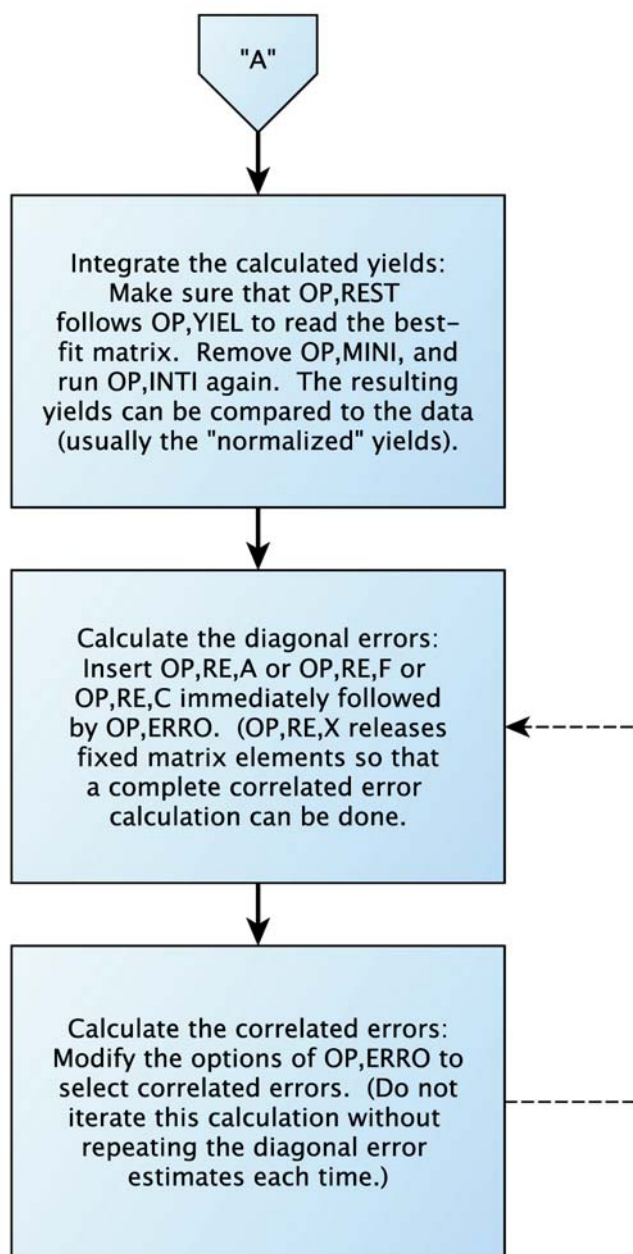 "A"
Integrate the calculated yields:
Make sure that OP,REST
follows OP,YIEL to read the best-
fit matrix.  Remove OP,MINI, and
run OP,INTI again.  The resulting
yields can be compared to the data
(usually the "normalized" yields).
Calculate the diagonal errors:
Insert OP,RE,A or OP,RE,F or
OP,RE,C immediately followed
by OP,ERRO.  (OP,RE,X releases
fixed matrix elements so that
a complete correlated error
calculation can be done.
Calculate the correlated errors:
Modify the options of OP,ERRO to
select correlated errors.  (Do not
iterate this calculation without
repeating the diagonal error
estimates each time.)